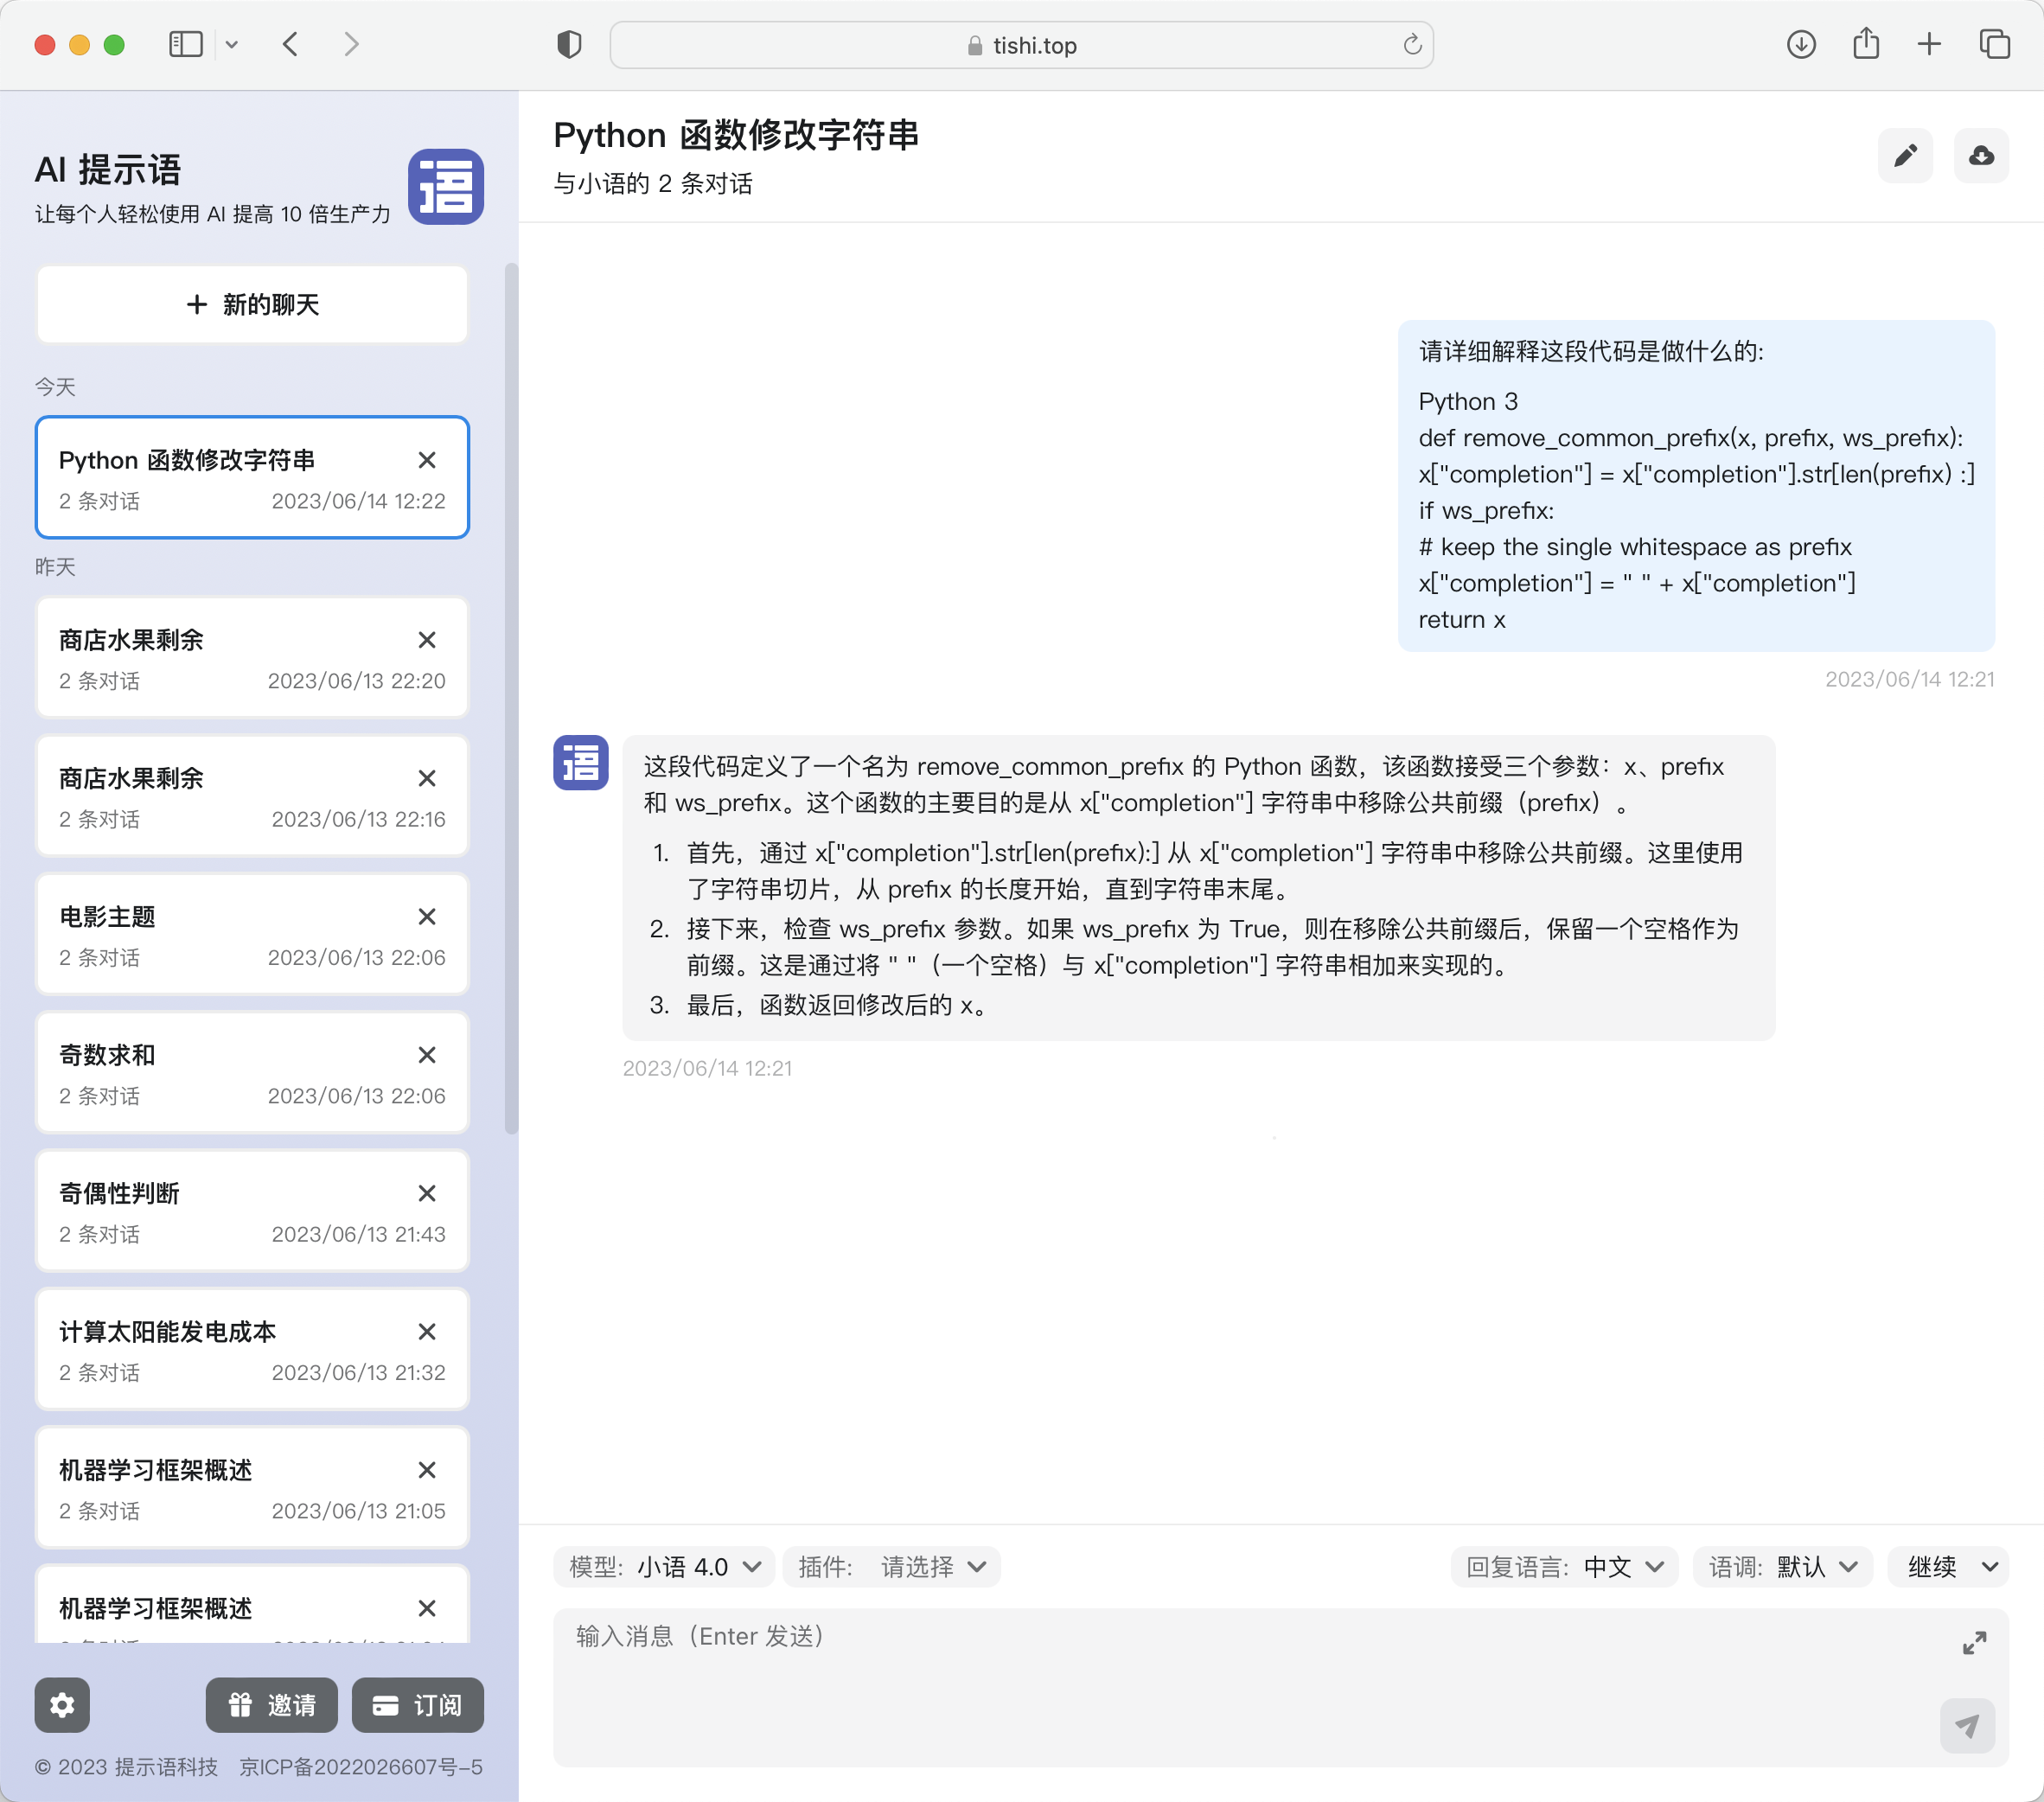 tishi.top
AI 提示语
让每个人轻松使用 AI 提高 10 倍生产力
语
+ 新的聊天
今天
Python 函数修改字符串
2 条对话 2023/06/14 12:22
昨天
商店水果剩余
2 条对话 2023/06/13 22:20
商店水果剩余
2 条对话 2023/06/13 22:16
电影主题
2 条对话 2023/06/13 22:06
奇数求和
2 条对话 2023/06/13 22:06
奇偶性判断
2 条对话 2023/06/13 21:43
计算太阳能发电成本
2 条对话 2023/06/13 21:32
机器学习框架概述
2 条对话 2023/06/13 21:05
机器学习框架概述
邀请
订阅
© 2023 提示语科技 京ICP备2022026607号-5
Python 函数修改字符串
与小语的 2 条对话
请详细解释这段代码是做什么的:
Python 3
def remove_common_prefix(x, prefix, ws_prefix):
x["completion"] = x["completion"].str[len(prefix) :]
if ws_prefix:
# keep the single whitespace as prefix
x["completion"] = " " + x["completion"]
return x
2023/06/14 12:21
语
这段代码定义了一个名为 remove_common_prefix 的 Python 函数，该函数接受三个参数：x、prefix
和 ws_prefix。这个函数的主要目的是从 x["completion"] 字符串中移除公共前缀（prefix）。
1. 首先，通过 x["completion"].str[len(prefix):] 从 x["completion"] 字符串中移除公共前缀。这里使用
了字符串切片，从 prefix 的长度开始，直到字符串末尾。
2. 接下来，检查 ws_prefix 参数。如果 ws_prefix 为 True，则在移除公共前缀后，保留一个空格作为
前缀。这是通过将 " "（一个空格）与 x["completion"] 字符串相加来实现的。
3. 最后，函数返回修改后的 x。
2023/06/14 12:21
模型: 小语 4.0
插件: 请选择
回复语言: 中文
语调: 默认
继续
输入消息（Enter 发送）